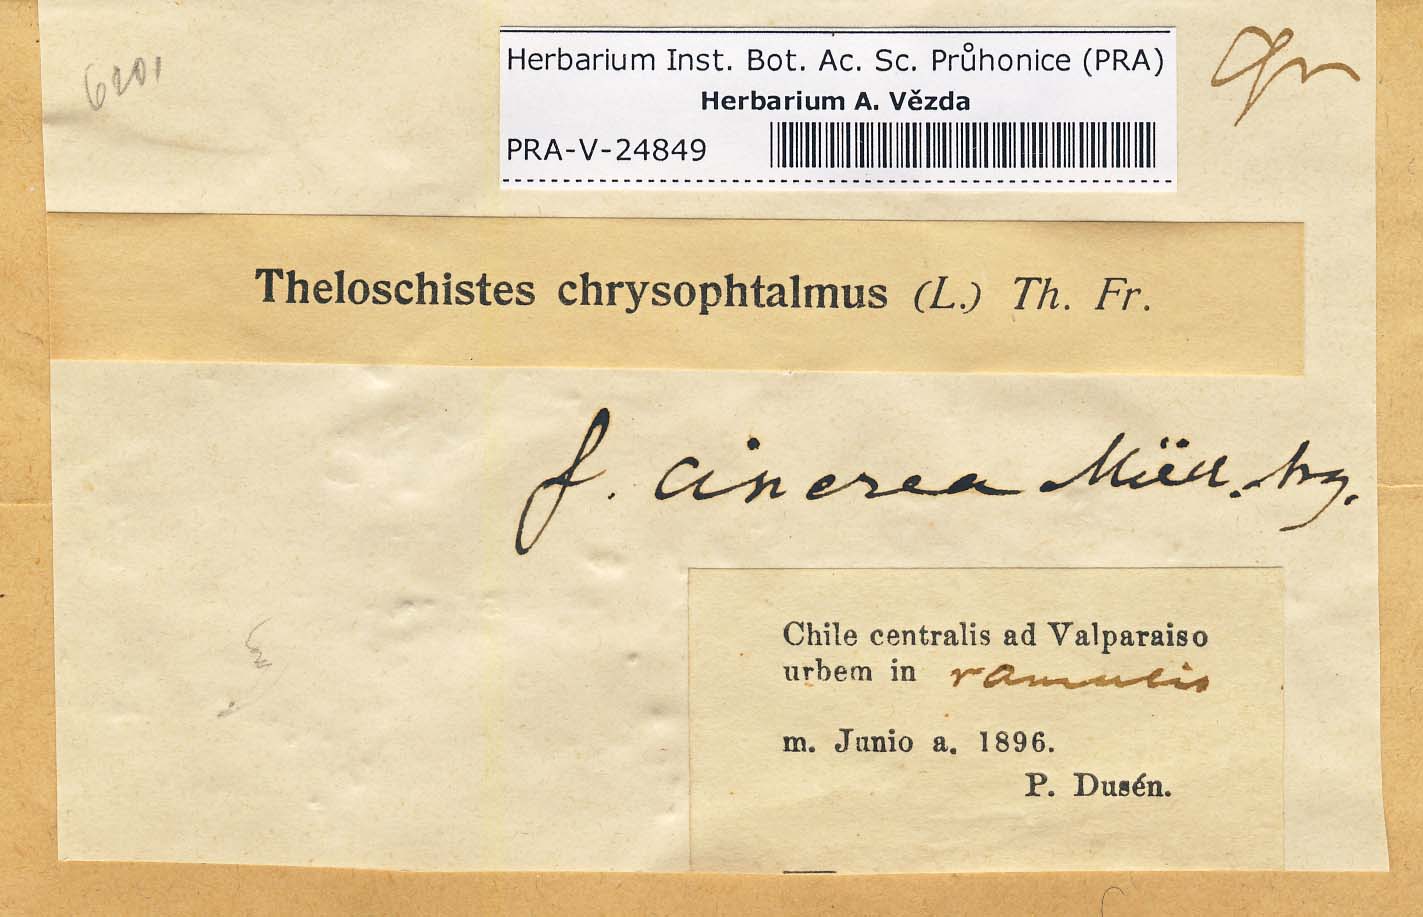 6201
Herbarium Inst. Bot. Ac. Sc. Průhonice (PRA)
Herbarium A. Vězda
PRA-V-24849
Theloschistes chrysophtalmus (L.) Th. Fr.
f. cinerea Müll. Arg.
Chile centralis ad Valparaiso
urbem in ramulis
m. Junio a. 1896.
P. Dusén.